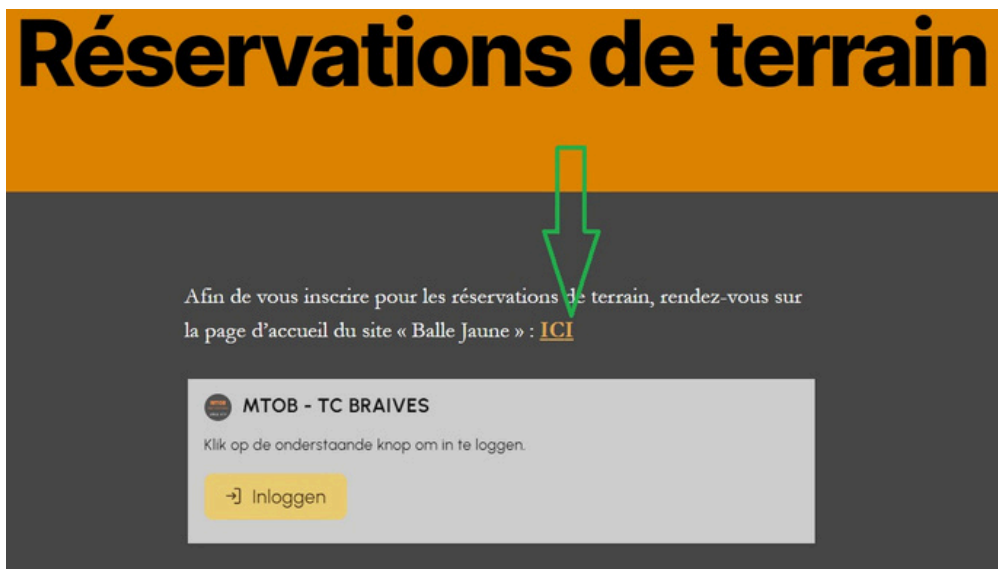 Réservations de terrain
Afin de vous inscrire pour les réservations de terrain, rendez-vous sur
la page d'accueil du site « Balle Jaune » : ICI
MTOB - TC BRAIVES
Klik op de onderstaande knop om in te loggen.
Inloggen